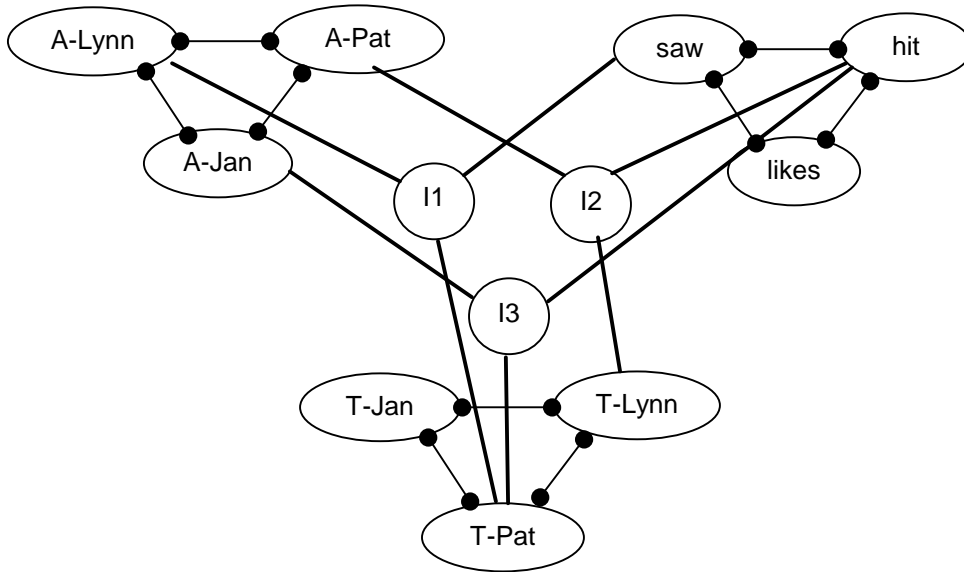 A-Lynn
A-Pat
saw
hit
A-Jan
likes
I1
I2
I3
T-Jan
T-Lynn
T-Pat